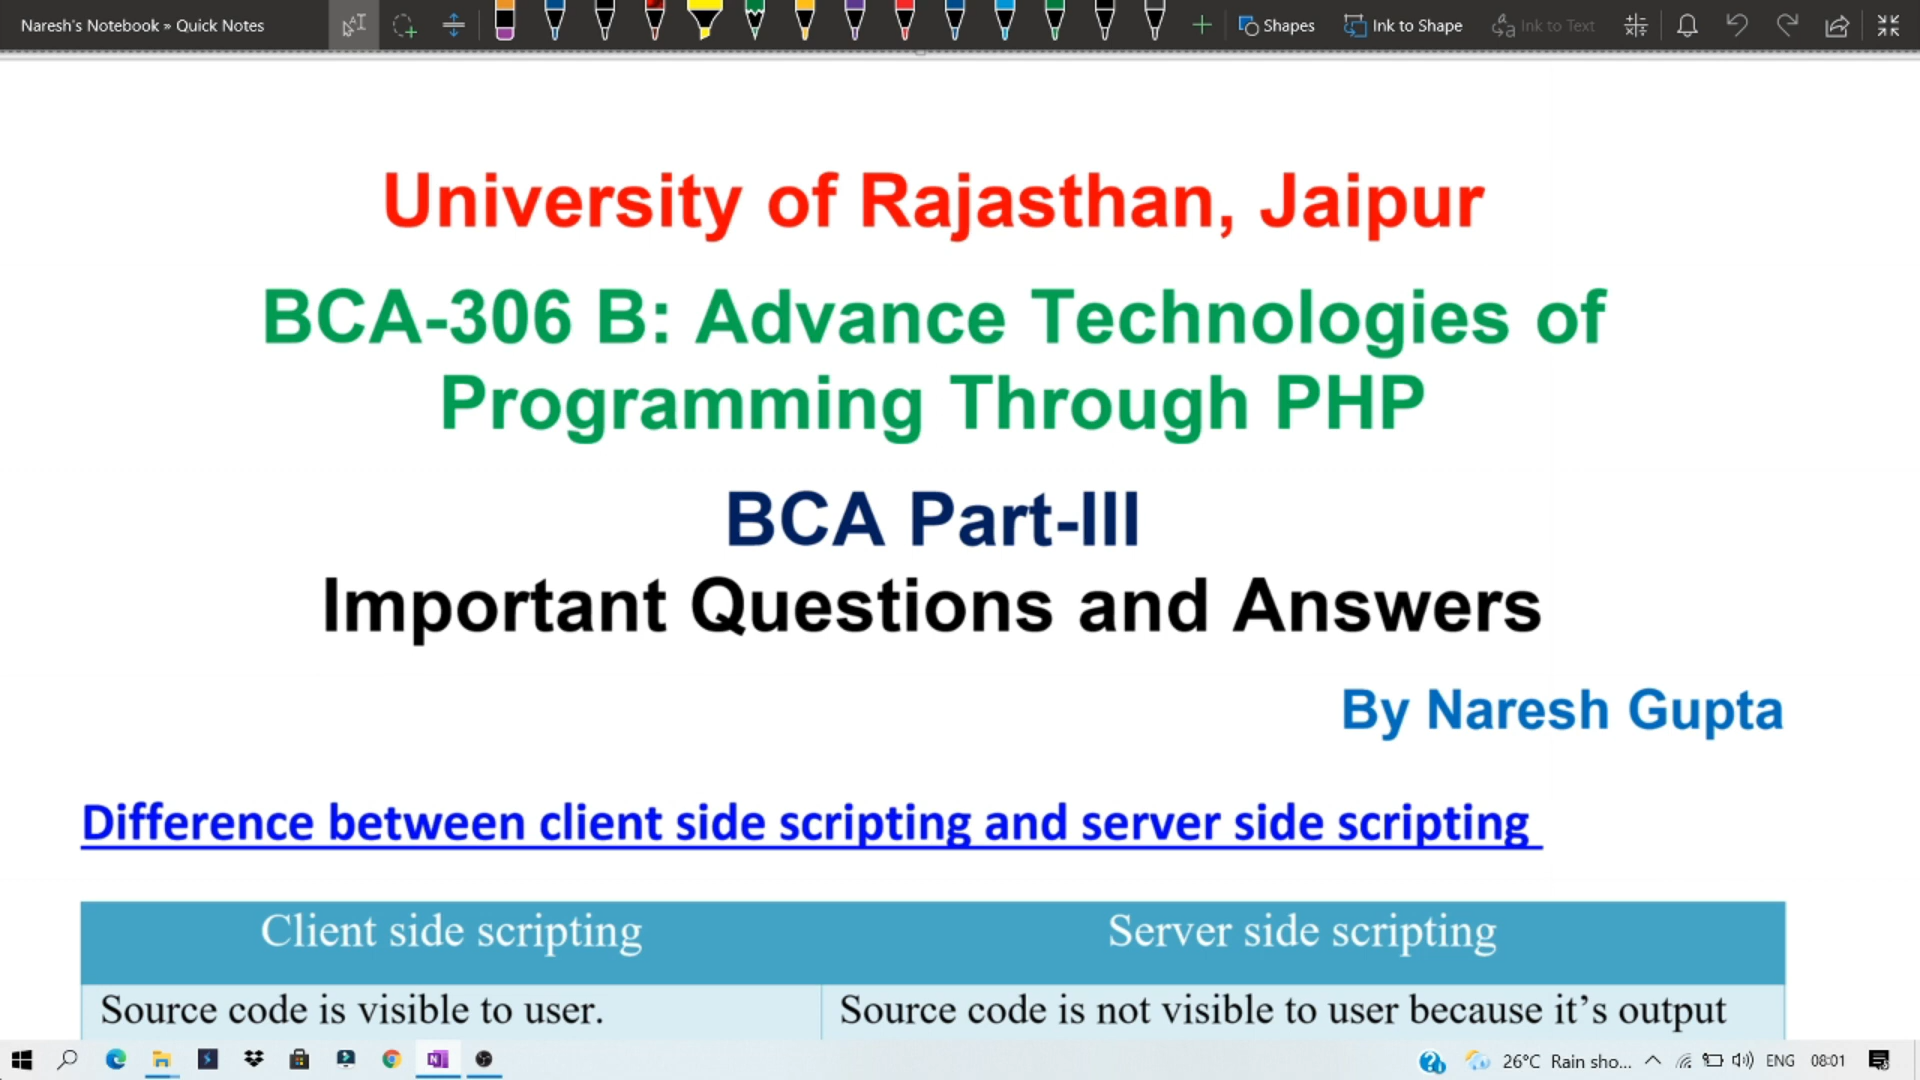 Naresh's Notebook » Quick Notes
Shapes
Ink to Shape
Ink to Text
University of Rajasthan, Jaipur
BCA-306 B: Advance Technologies of
Programming Through PHP
BCA Part-III
Important Questions and Answers
By Naresh Gupta
Difference between client side scripting and server side scripting
Client side scripting
Server side scripting
Source code is visible to user.
Source code is not visible to user because it’s output
26°C Rain sho...
ENG
08:01